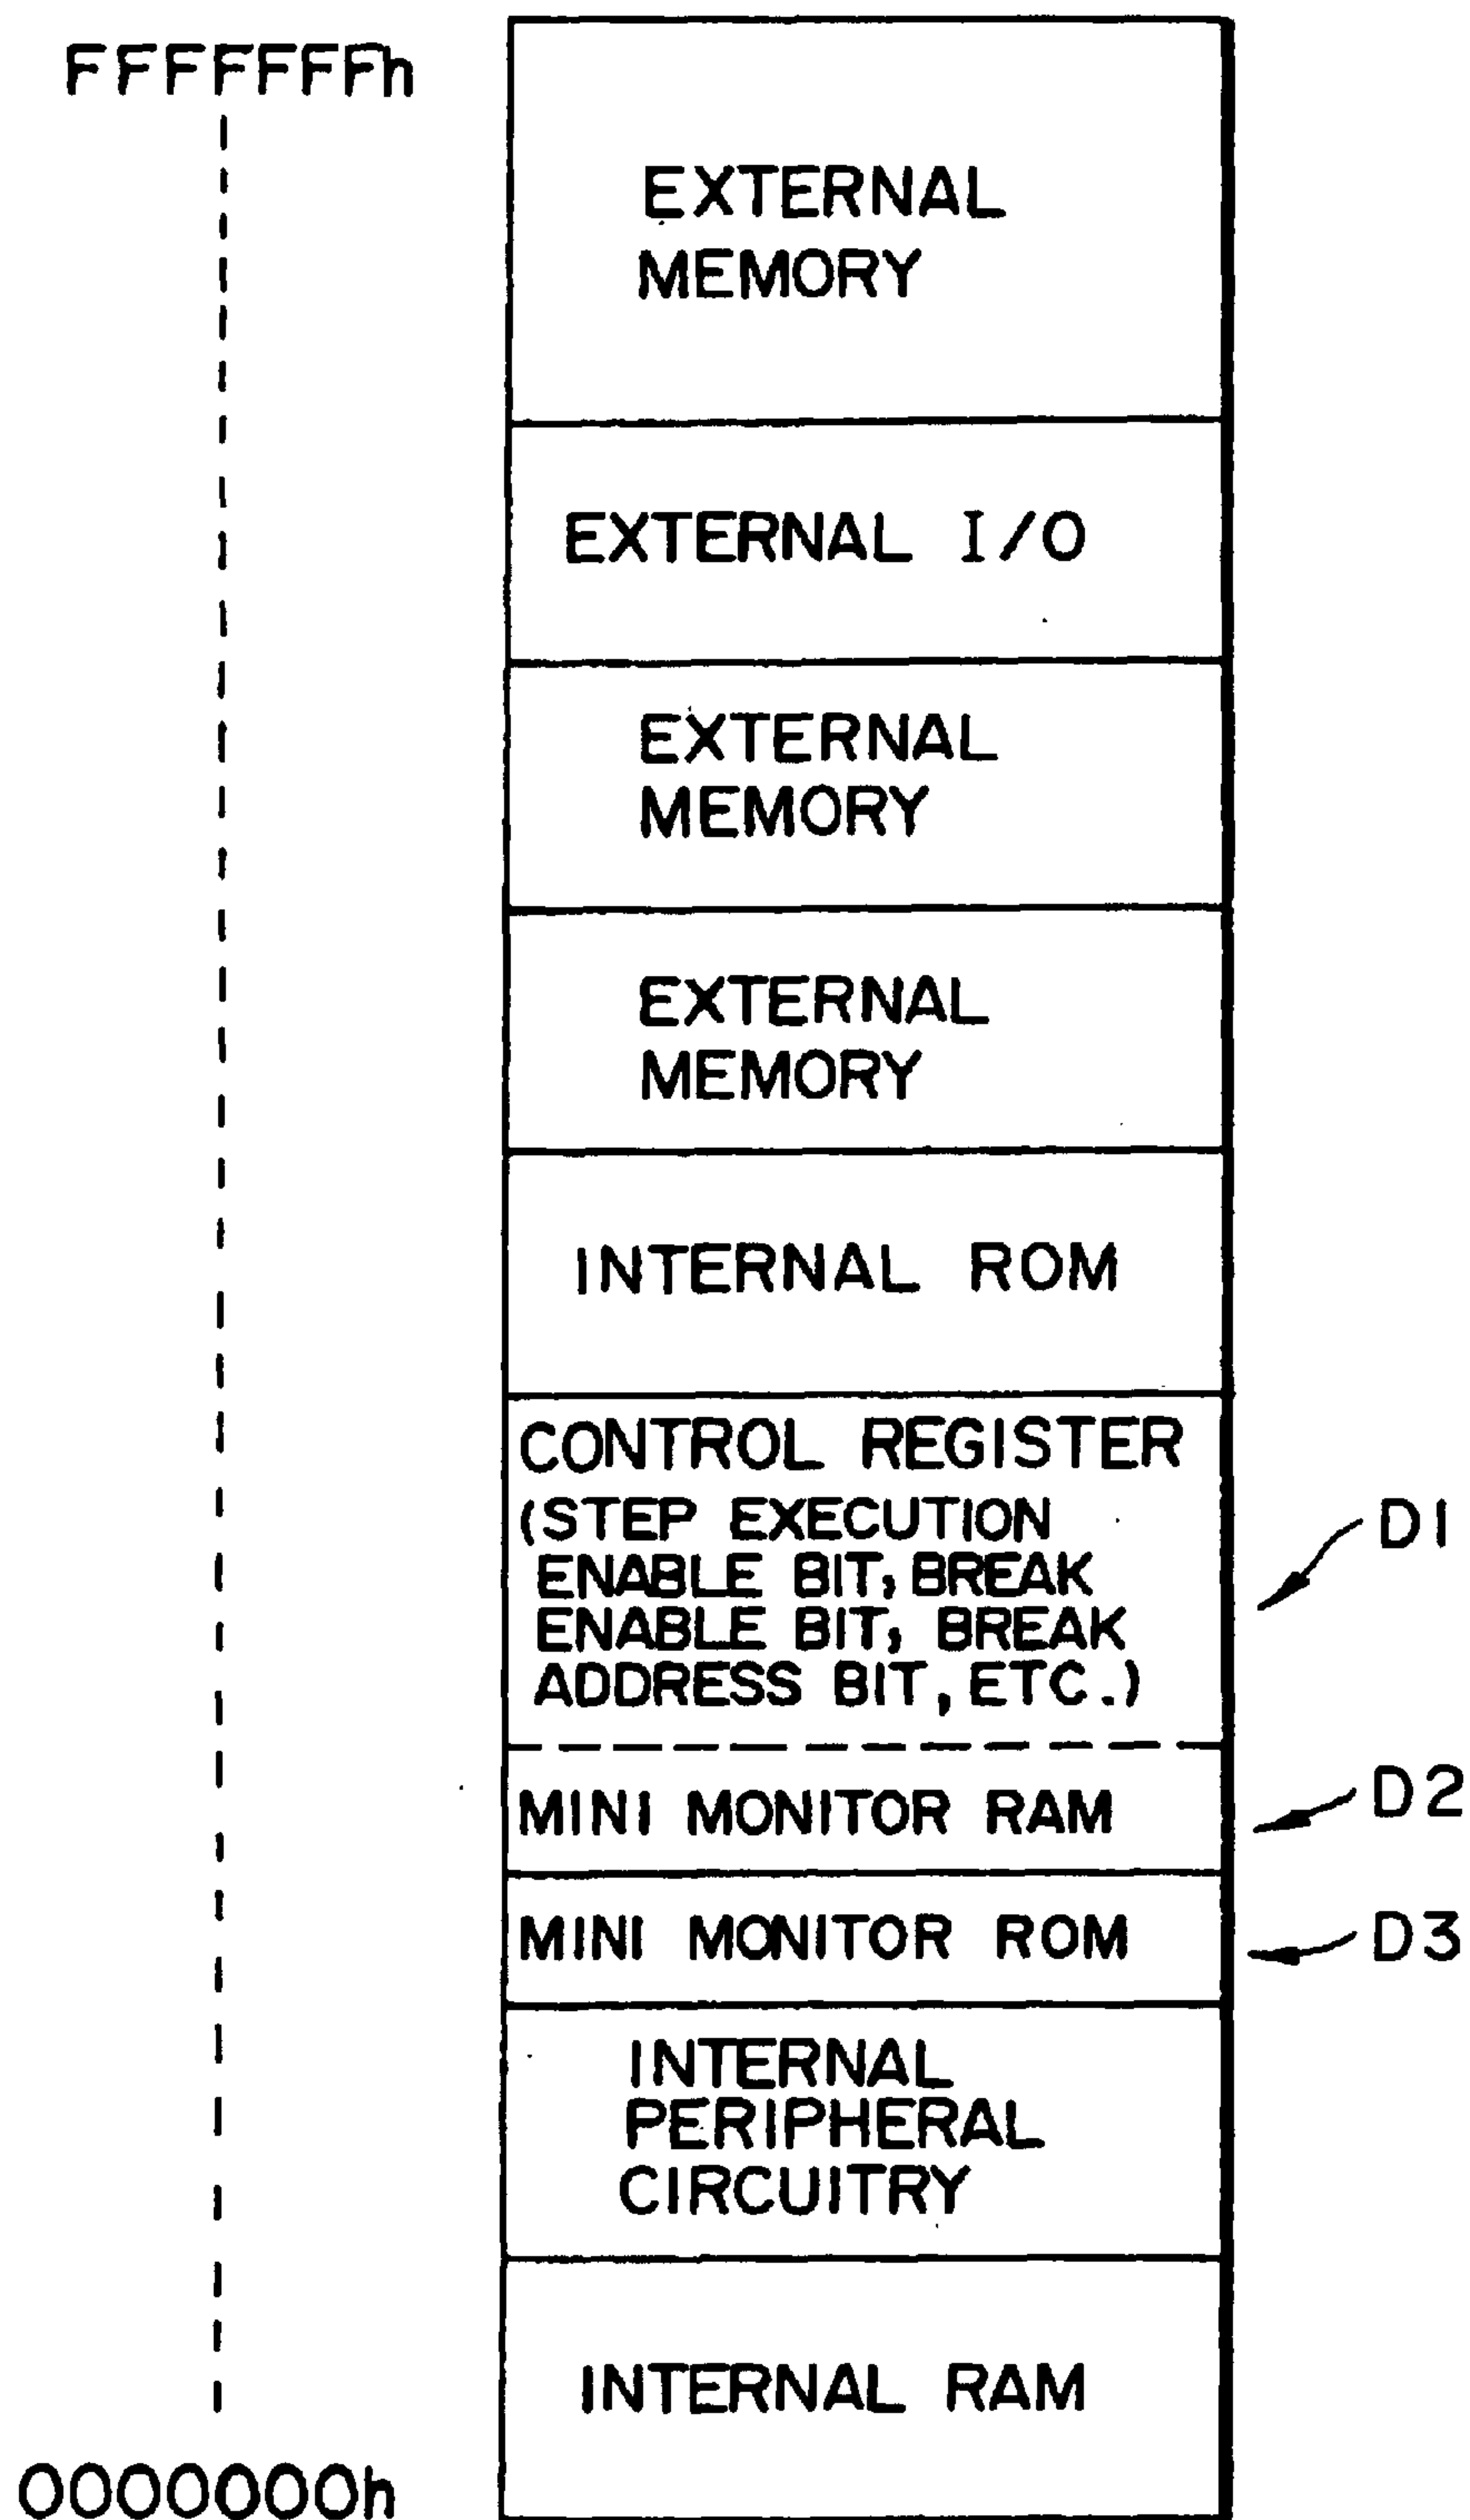 FFFFFFFh
EXTERNAL
MEMORY
EXTERNAL I/O
EXTERNAL
MEMORY
EXTERNAL
MEMORY
INTERNAL ROM
CONTROL REGISTER
(STEP EXECUTION
ENABLE BIT, BREAK
ENABLE BIT, BREAK
ADDRESS BIT, ETC.)
D1
MINI MONITOR RAM
D2
MINI MONITOR ROM
D3
INTERNAL
PERIPHERAL
CIRCUITRY
INTERNAL RAM
0000000h